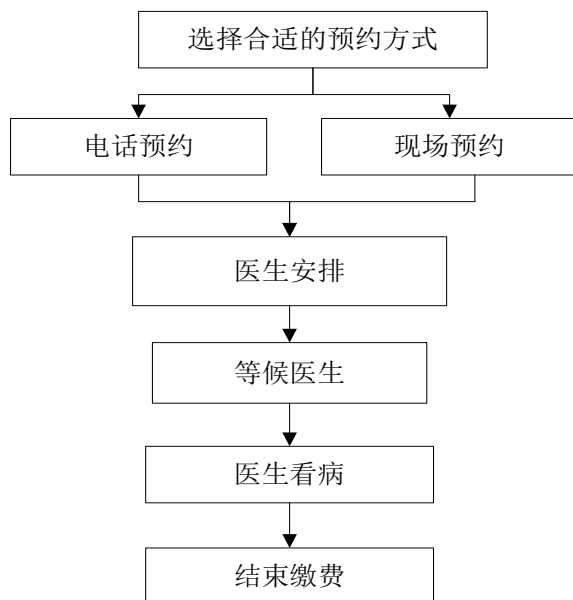 选择合适的预约方式
电话预约
现场预约
医生安排
等候医生
医生看病
结束缴费